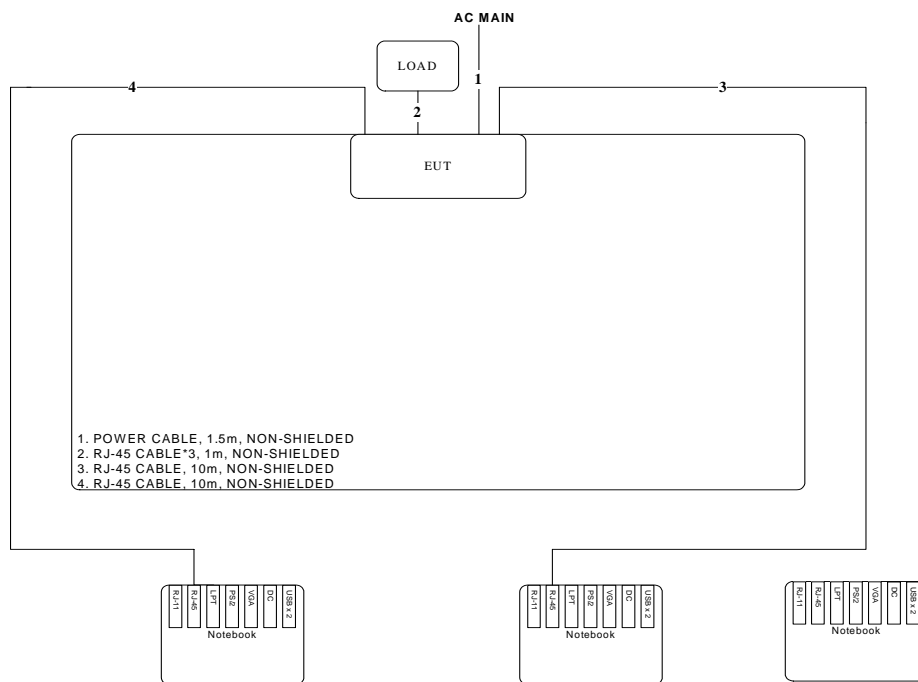 AC MAIN
LOAD
4
1
3
2
EUT
1. POWER CABLE, 1.5m, NON-SHIELDED
2. RJ-45 CABLE*3, 1m, NON-SHIELDED
3. RJ-45 CABLE, 10m, NON-SHIELDED
4. RJ-45 CABLE, 10m, NON-SHIELDED
RJ-11
RJ-45
LPT
PS/2
VGA
DC
USB x 2
Notebook
RJ-11
RJ-45
LPT
PS/2
VGA
DC
USB x 2
Notebook
RJ-11
RJ-45
LPT
PS/2
VGA
DC
USB x 2
Notebook